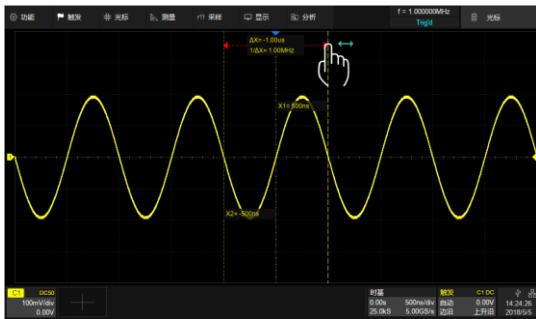 功能 触发 光标 测量 采样 显示 分析 f = 1.000000MHz 光标
Trig'd
ΔX= -1.00us
1/ΔX= 1.00MHz
X1= 500ns
X2= -500ns
C1 DC50
100mV/div
0.00V
时基
0.00s 500ns/div
25.0kS 5.00GS/s
触发 C1 DC
自动 0.00V
边沿 上升沿
14:24:26
2018/5/5